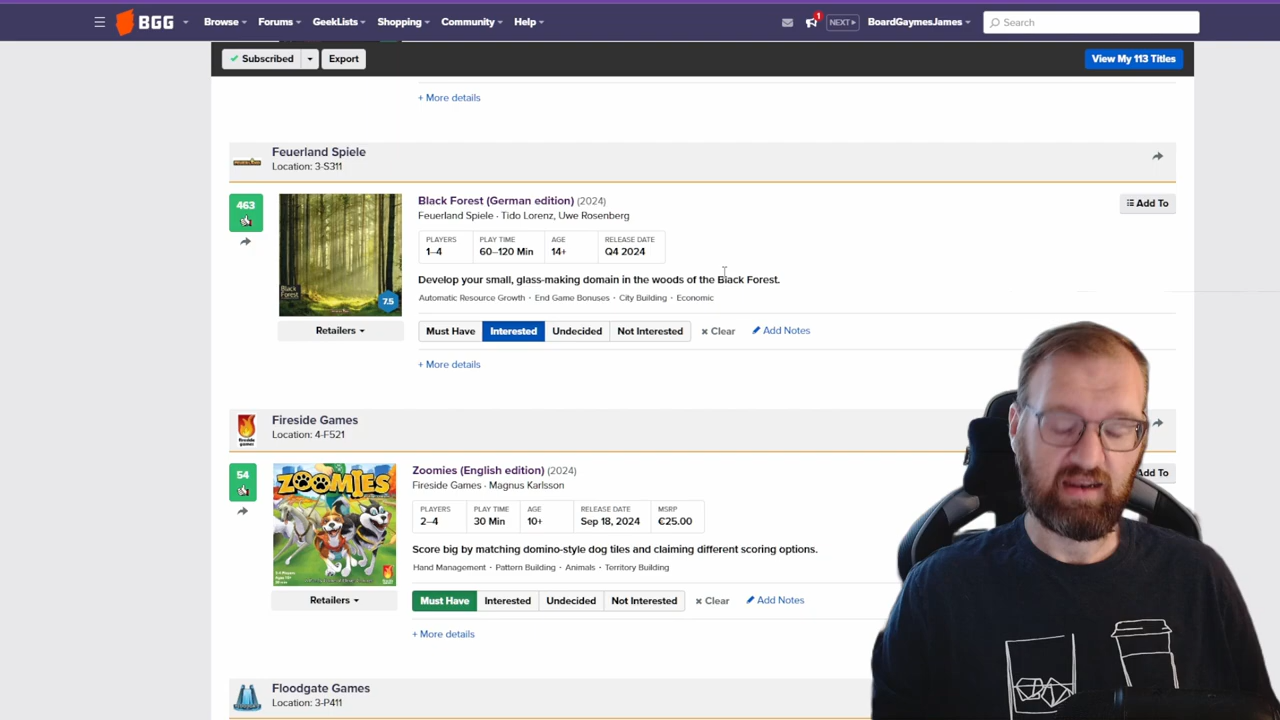 BGG Browse Forums GeekLists Shopping Community Help 1 NEXT BoardGaymesJames Search
Subscribed Export View My 113 Titles
+ More details
Feuerland Spiele
Location: 3-S311
463 Black Forest (German edition) (2024) Add To
Feuerland Spiele · Tido Lorenz, Uwe Rosenberg
PLAYERS PLAY TIME AGE RELEASE DATE
1–4 60–120 Min 14+ Q4 2024
Develop your small, glass-making domain in the woods of the Black Forest.
Black Forest 7.5
Automatic Resource Growth · End Game Bonuses · City Building · Economic
Retailers Must Have Interested Undecided Not Interested × Clear Add Notes
+ More details
Fireside Games
Location: 4-F521
54 ZOOMIES Zoomies (English edition) (2024) Add To
Fireside Games · Magnus Karlsson
PLAYERS PLAY TIME AGE RELEASE DATE MSRP
2–4 30 Min 10+ Sep 18, 2024 €25.00
Score big by matching domino-style dog tiles and claiming different scoring options.
Hand Management · Pattern Building · Animals · Territory Building
Retailers Must Have Interested Undecided Not Interested × Clear Add Notes
+ More details
Floodgate Games
Location: 3-P411